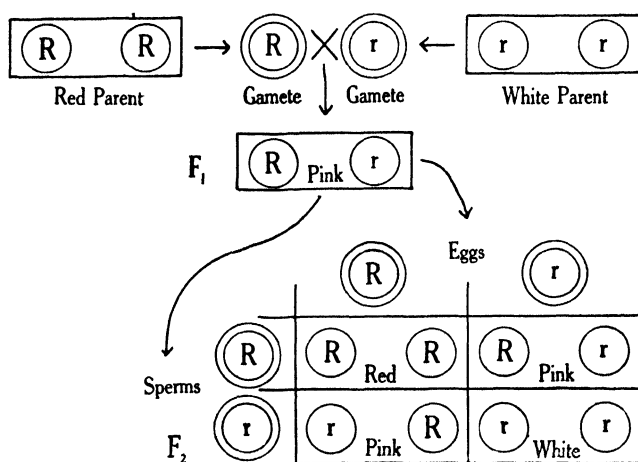 R R R r r r
Red Parent Gamete Gamete White Parent
F1 R Pink r
Eggs
R r
R R R R r
Sperms Red Pink
r r R r r
F2 Pink White